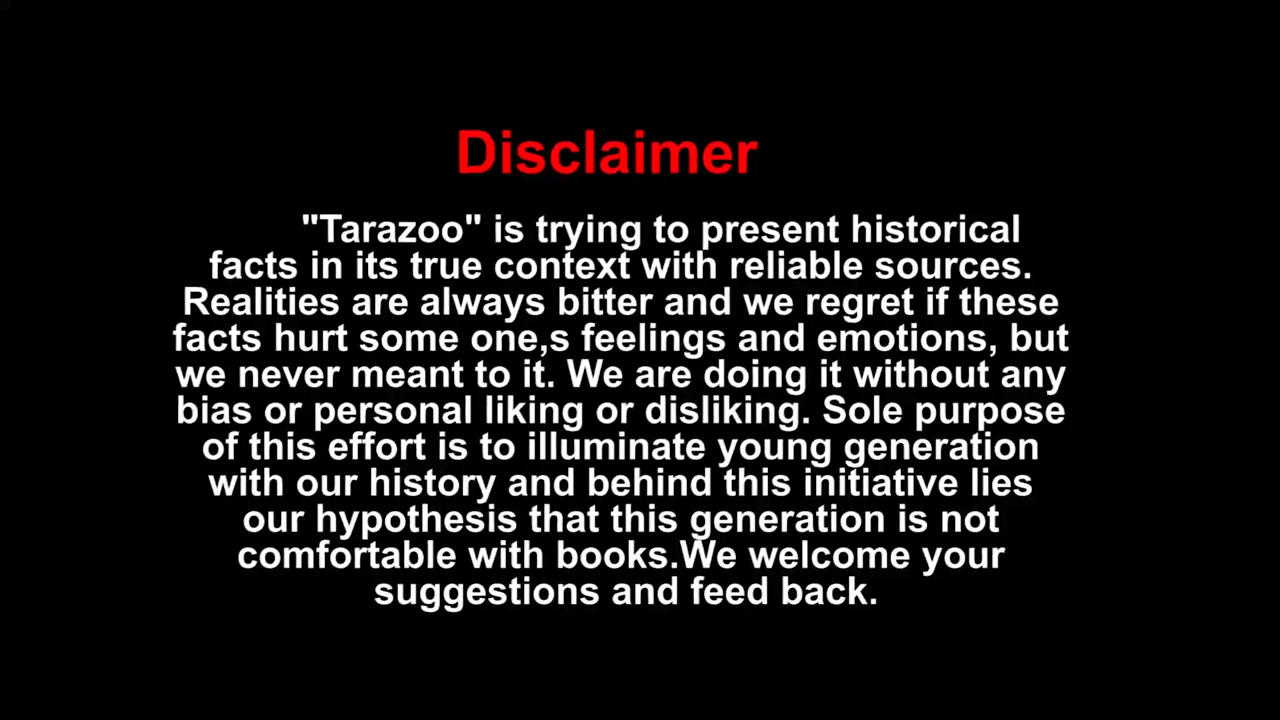 Disclaimer
"Tarazoo" is trying to present historical
facts in its true context with reliable sources.
Realities are always bitter and we regret if these
facts hurt some one,s feelings and emotions, but
we never meant to it. We are doing it without any
bias or personal liking or disliking. Sole purpose
of this effort is to illuminate young generation
with our history and behind this initiative lies
our hypothesis that this generation is not
comfortable with books.We welcome your
suggestions and feed back.